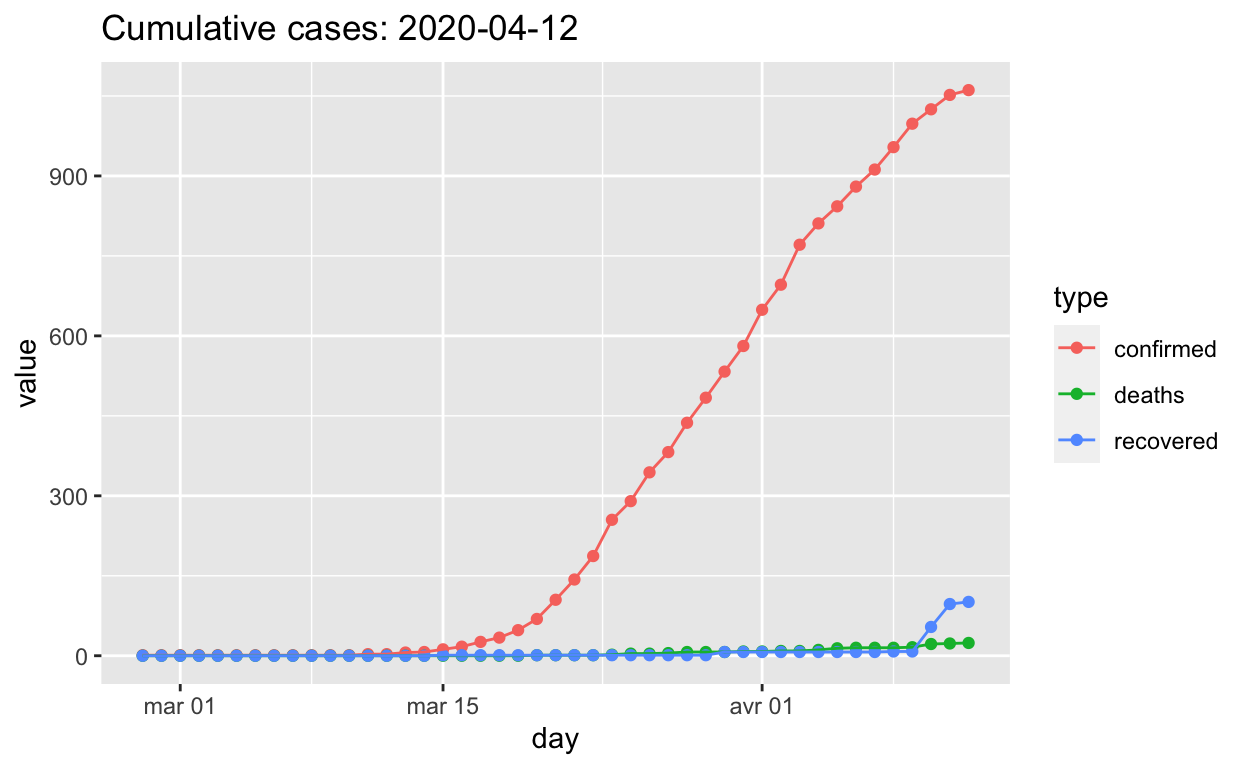 Cumulative cases: 2020-04-12
value
900
600
300
0
mar 01
mar 15
avr 01
day
type
confirmed
deaths
recovered